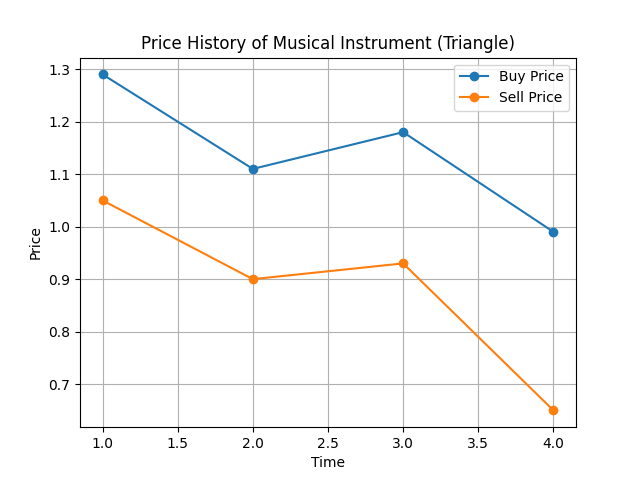 Price History of Musical Instrument (Triangle)
Buy Price
Sell Price
Price
1.3
1.2
1.1
1.0
0.9
0.8
0.7
1.0 1.5 2.0 2.5 3.0 3.5 4.0
Time